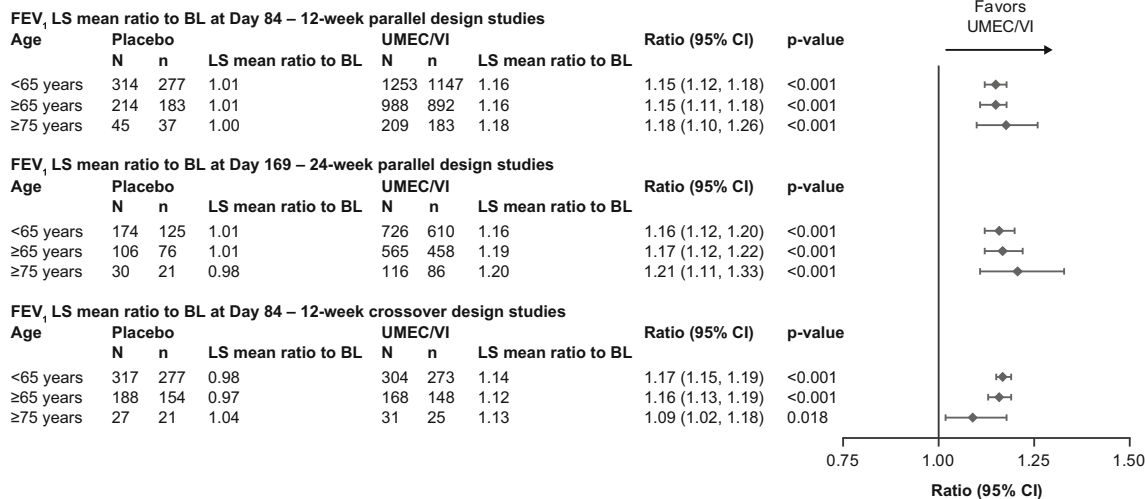 Favors
UMEC/VI
FEV1 LS mean ratio to BL at Day 84 – 12-week parallel design studies
Age Placebo UMEC/VI Ratio (95% CI) p-value
N n LS mean ratio to BL N n LS mean ratio to BL
<65 years 314 277 1.01 1253 1147 1.16 1.15 (1.12, 1.18) <0.001
≥65 years 214 183 1.01 988 892 1.16 1.15 (1.11, 1.18) <0.001
≥75 years 45 37 1.00 209 183 1.18 1.18 (1.10, 1.26) <0.001
FEV1 LS mean ratio to BL at Day 169 – 24-week parallel design studies
Age Placebo UMEC/VI Ratio (95% CI) p-value
N n LS mean ratio to BL N n LS mean ratio to BL
<65 years 174 125 1.01 726 610 1.16 1.16 (1.12, 1.20) <0.001
≥65 years 106 76 1.01 565 458 1.19 1.17 (1.12, 1.22) <0.001
≥75 years 30 21 0.98 116 86 1.20 1.21 (1.11, 1.33) <0.001
FEV1 LS mean ratio to BL at Day 84 – 12-week crossover design studies
Age Placebo UMEC/VI Ratio (95% CI) p-value
N n LS mean ratio to BL N n LS mean ratio to BL
<65 years 317 277 0.98 304 273 1.14 1.17 (1.15, 1.19) <0.001
≥65 years 188 154 0.97 168 148 1.12 1.16 (1.13, 1.19) <0.001
≥75 years 27 21 1.04 31 25 1.13 1.09 (1.02, 1.18) 0.018
0.75 1.00 1.25 1.50
Ratio (95% CI)